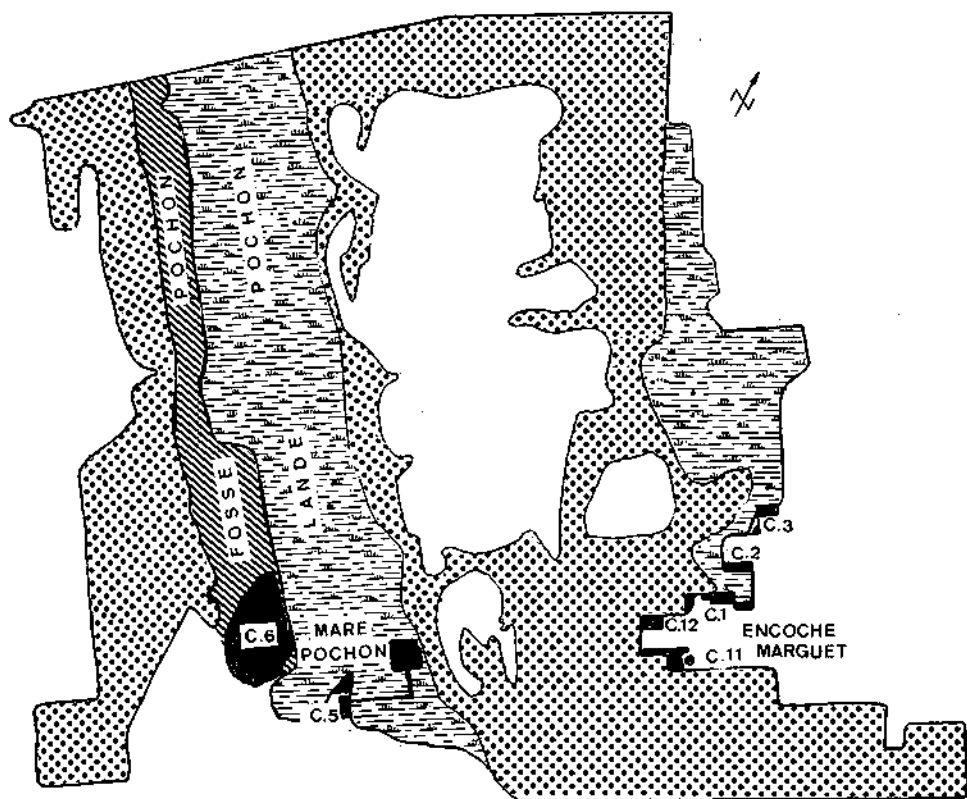 N
POCHON
POCHON
FOSSE
LANDE
C.3
C.2
C.1
C.12
ENCOCHE
MARGUET
C.11
C.6
MARE
POCHON
C.5